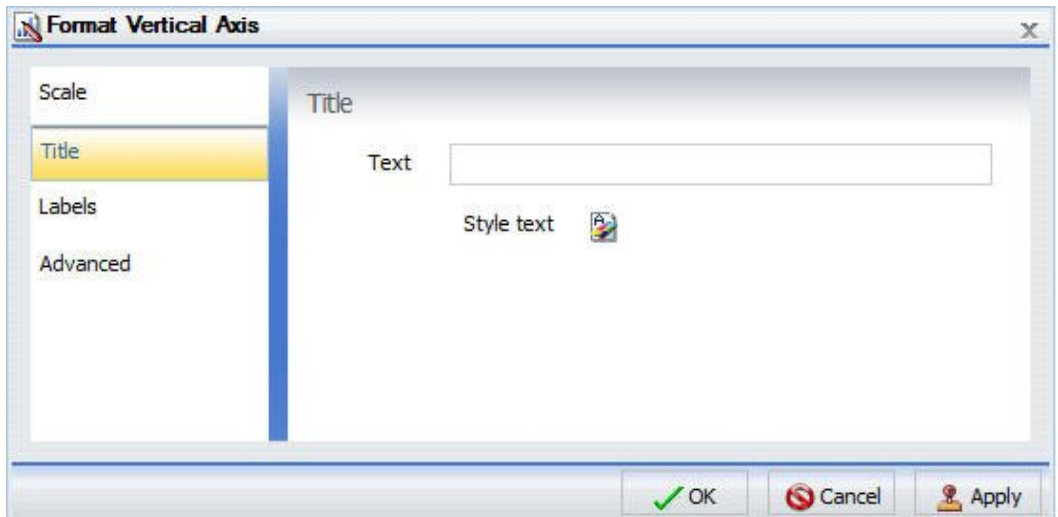 Format Vertical Axis
x
Scale
Title
Labels
Advanced
Title
Text
Style text
OK Cancel Apply